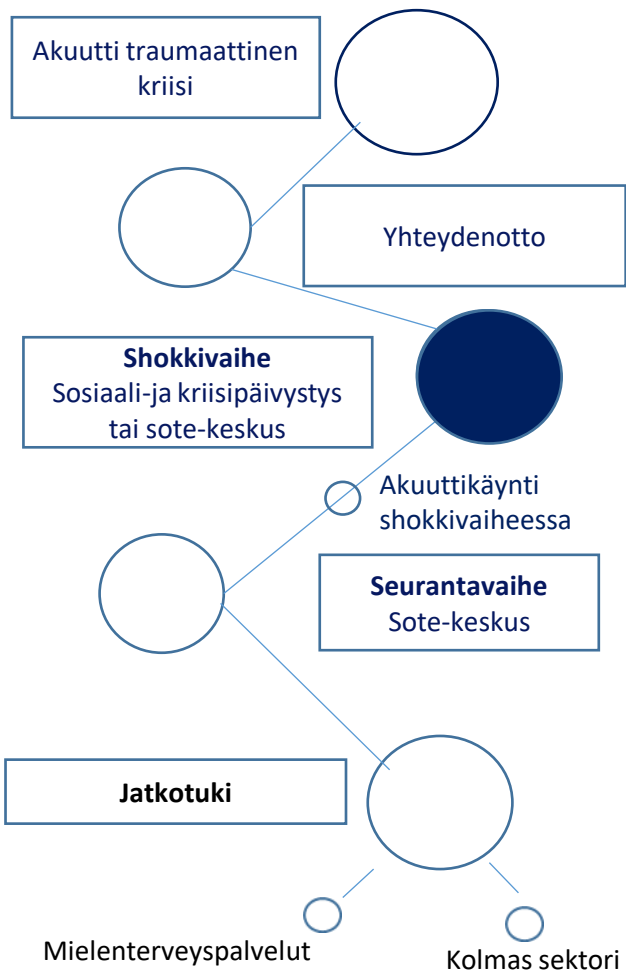 Akuutti traumaattinen
kriisi
Yhteydenotto
Shokkivaihe
Sosiaali-ja kriisipäivystys
tai sote-keskus
Akuuttikäynti
shokkivaiheessa
Seurantavaihe
Sote-keskus
Jatkotuki
Mielenterveyspalvelut
Kolmas sektori